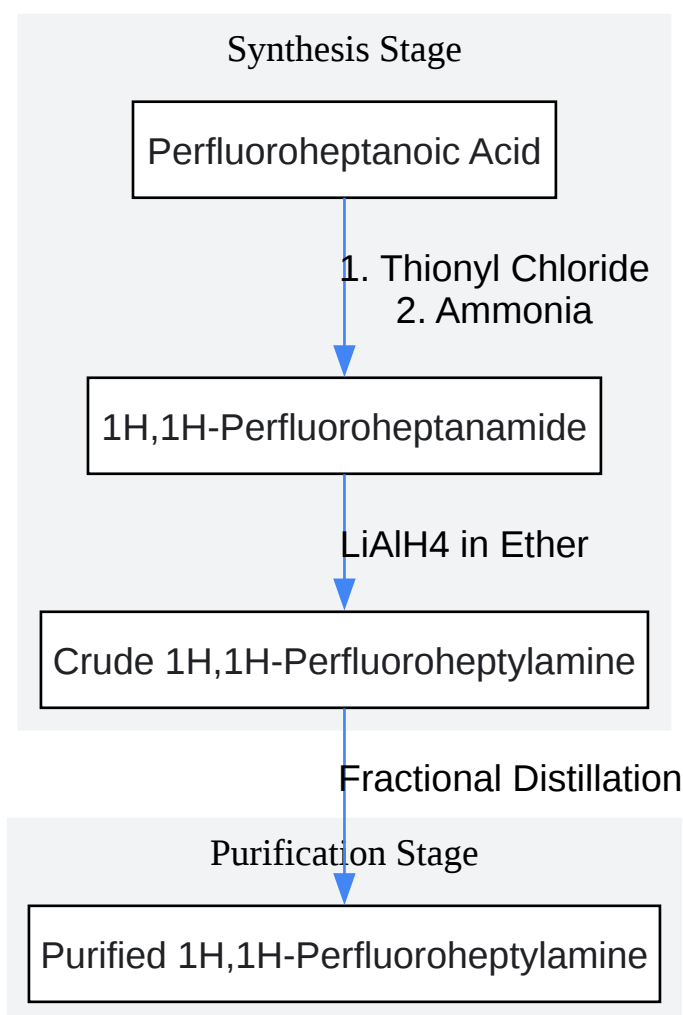 Synthesis Stage
Perfluoroheptanoic Acid
1. Thionyl Chloride
2. Ammonia
1H,1H-Perfluoroheptanamide
LiAlH4 in Ether
Crude 1H,1H-Perfluoroheptylamine
Fractional Distillation
Purification Stage
Purified 1H,1H-Perfluoroheptylamine